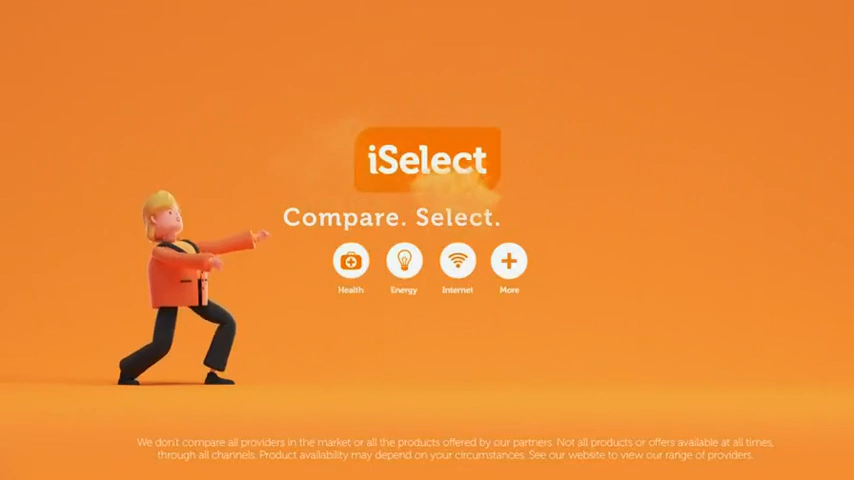 iSelect
Compare. Select.
Health Energy Internet More
We don't compare all providers in the market or all the products offered by our partners. Not all products or offers available at all times,
through all channels. Product availability may depend on your circumstances. See our website to view our range of providers.